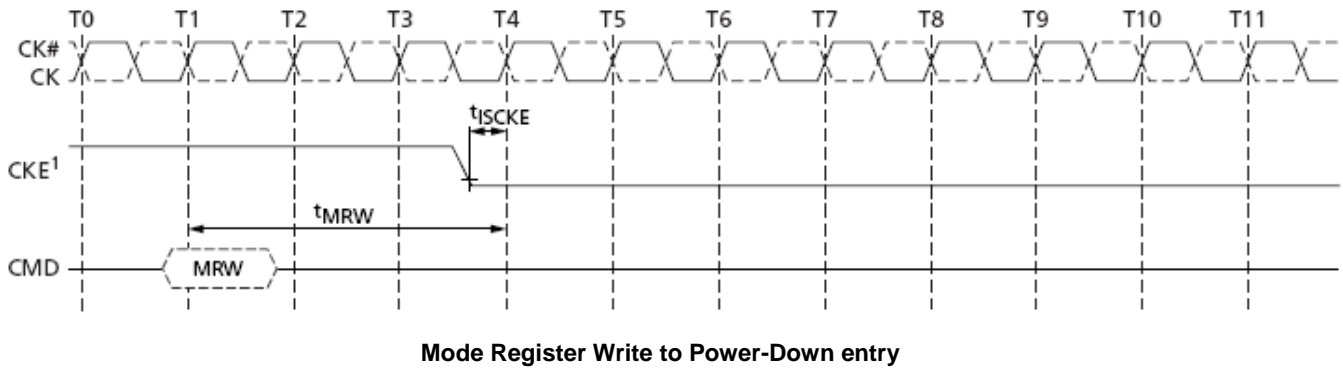 T0 T1 T2 T3 T4 T5 T6 T7 T8 T9 T10 T11
CK#
CK
tISCKE
CKE1
tMRW
CMD MRW
Mode Register Write to Power-Down entry